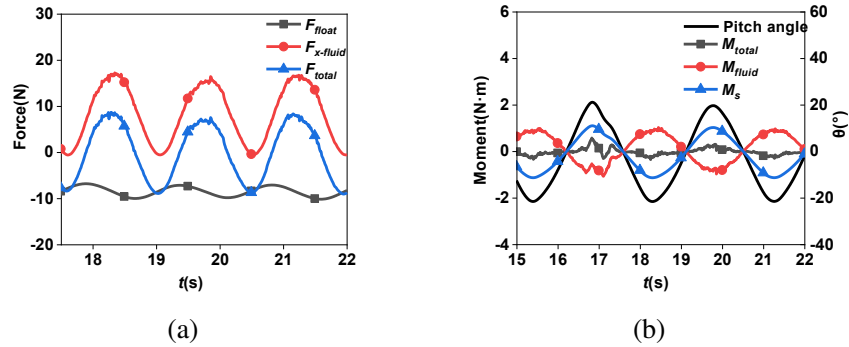 F_float
F_x-fluid
F_total
Force(N)
30
20
10
0
-10
-20
18 19 20 21 22
t(s)
(a)
Pitch angle
M_total
M_fluid
M_s
Moment(N·m)
6
4
2
0
-2
-4
60
40
20
0
-20
-40
θ(°)
15 16 17 18 19 20 21 22
t(s)
(b)